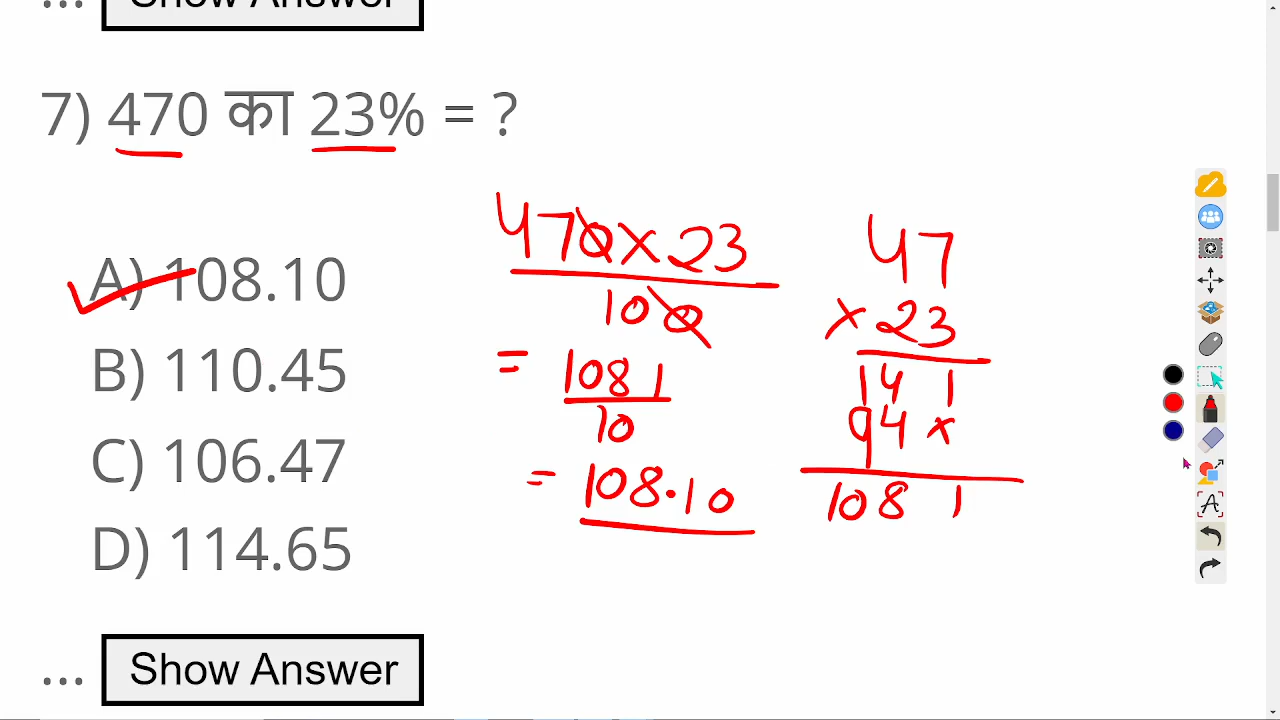 ... Show Answer
7) 470 का 23% = ?
A) 108.10
B) 110.45
C) 106.47
D) 114.65
470 × 23
100
= 1081
10
= 108.10
47
× 23
141
94 ×
1081
... Show Answer
A